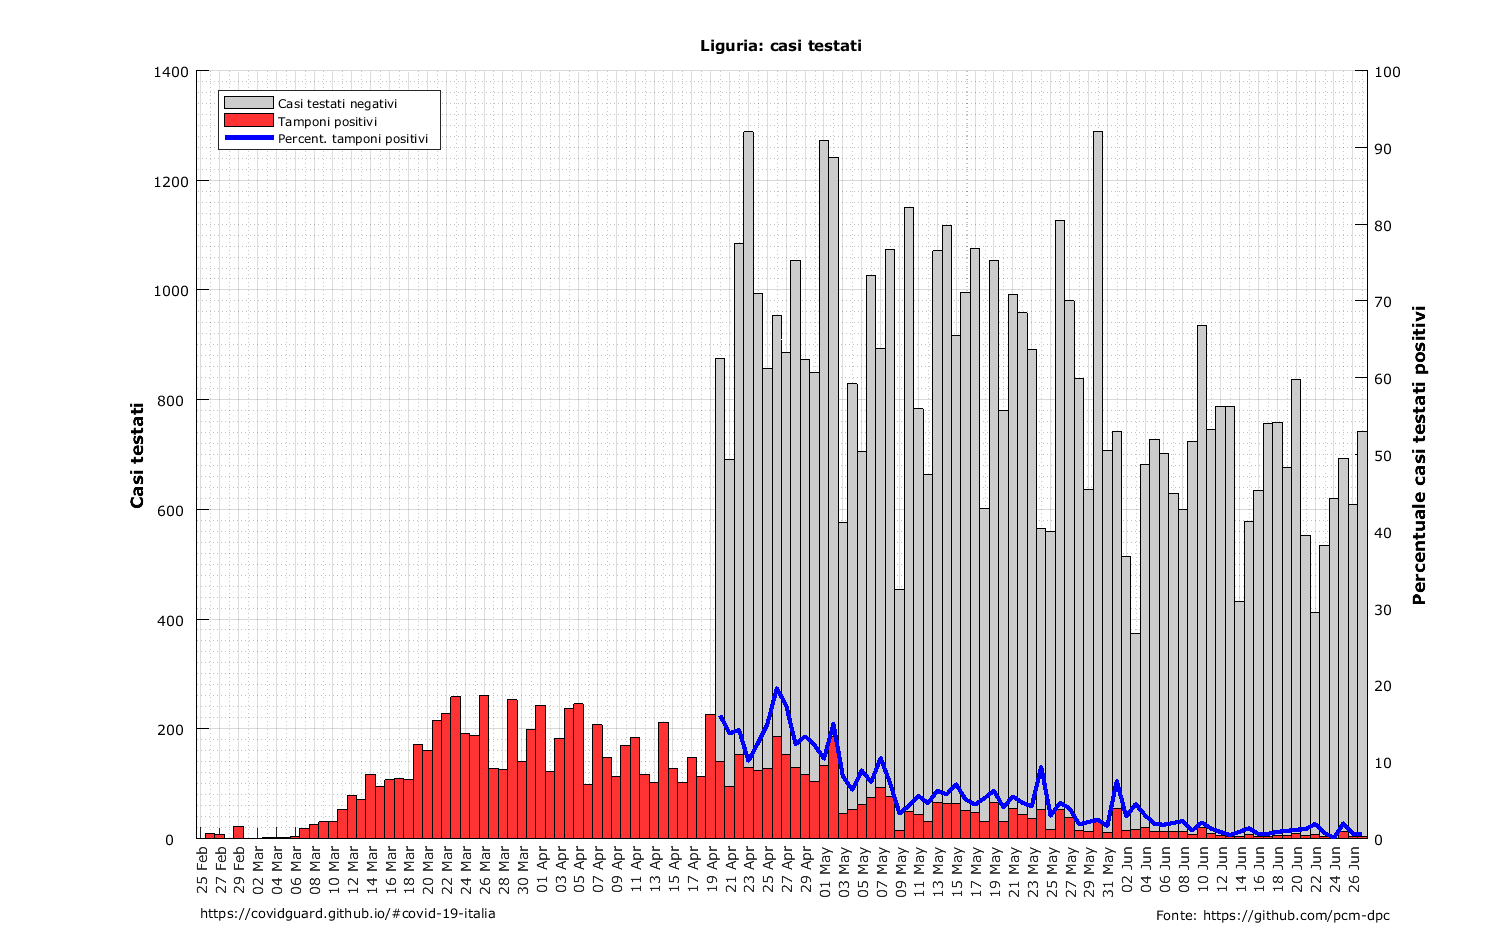 Liguria: casi testati
Casi testati negativi
Tamponi positivi
Percent. tamponi positivi
Casi testati
1400
1200
1000
800
600
400
200
0
Percentuale casi testati positivi
100
90
80
70
60
50
40
30
20
10
0
25 Feb
27 Feb
29 Feb
02 Mar
04 Mar
06 Mar
08 Mar
10 Mar
12 Mar
14 Mar
16 Mar
18 Mar
20 Mar
22 Mar
24 Mar
26 Mar
28 Mar
30 Mar
01 Apr
03 Apr
05 Apr
07 Apr
09 Apr
11 Apr
13 Apr
15 Apr
17 Apr
19 Apr
21 Apr
23 Apr
25 Apr
27 Apr
29 Apr
01 May
03 May
05 May
07 May
09 May
11 May
13 May
15 May
17 May
19 May
21 May
23 May
25 May
27 May
29 May
31 May
02 Jun
04 Jun
06 Jun
08 Jun
10 Jun
12 Jun
14 Jun
16 Jun
18 Jun
20 Jun
22 Jun
24 Jun
26 Jun
https://covidguard.github.io/#covid-19-italia
Fonte: https://github.com/pcm-dpc